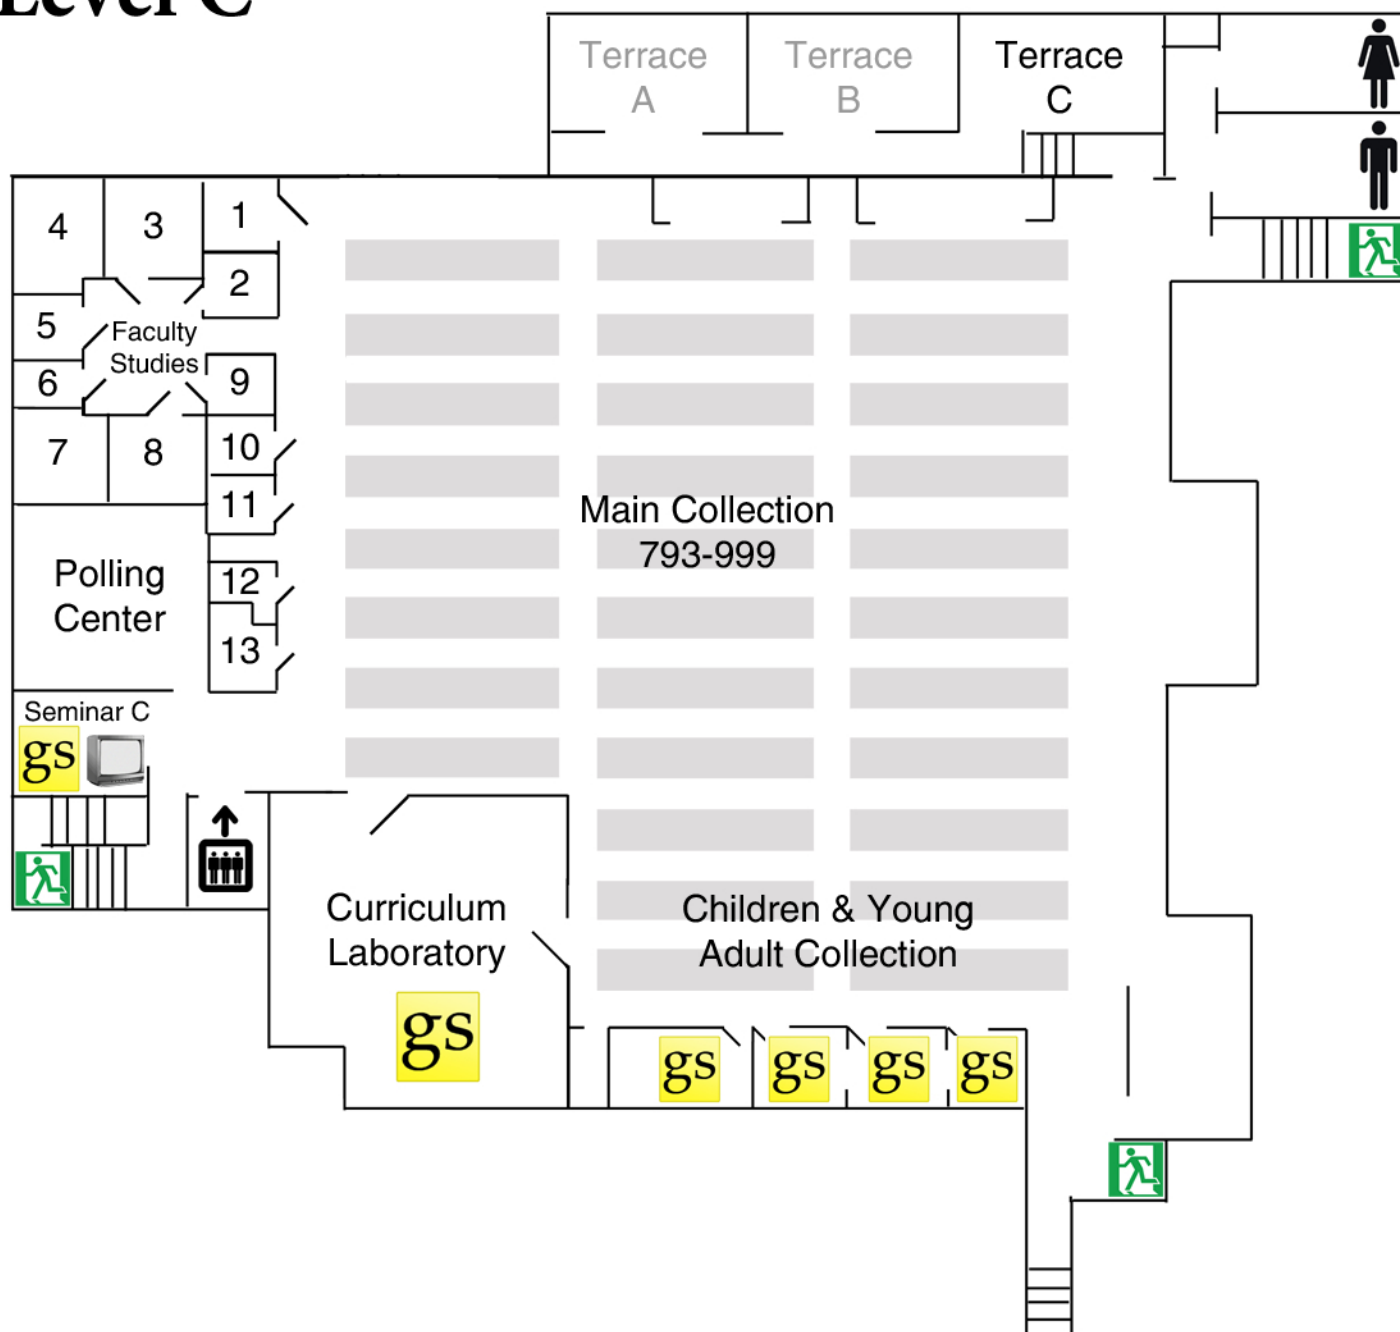 Level C
Terrace
A
Terrace
B
Terrace
C
4
3
1
2
5
Faculty
Studies
6
9
7
8
10
11
Main Collection
793-999
Polling
Center
12
13
Seminar C
gs
Curriculum
Laboratory
gs
Children & Young
Adult Collection
gs
gs
gs
gs